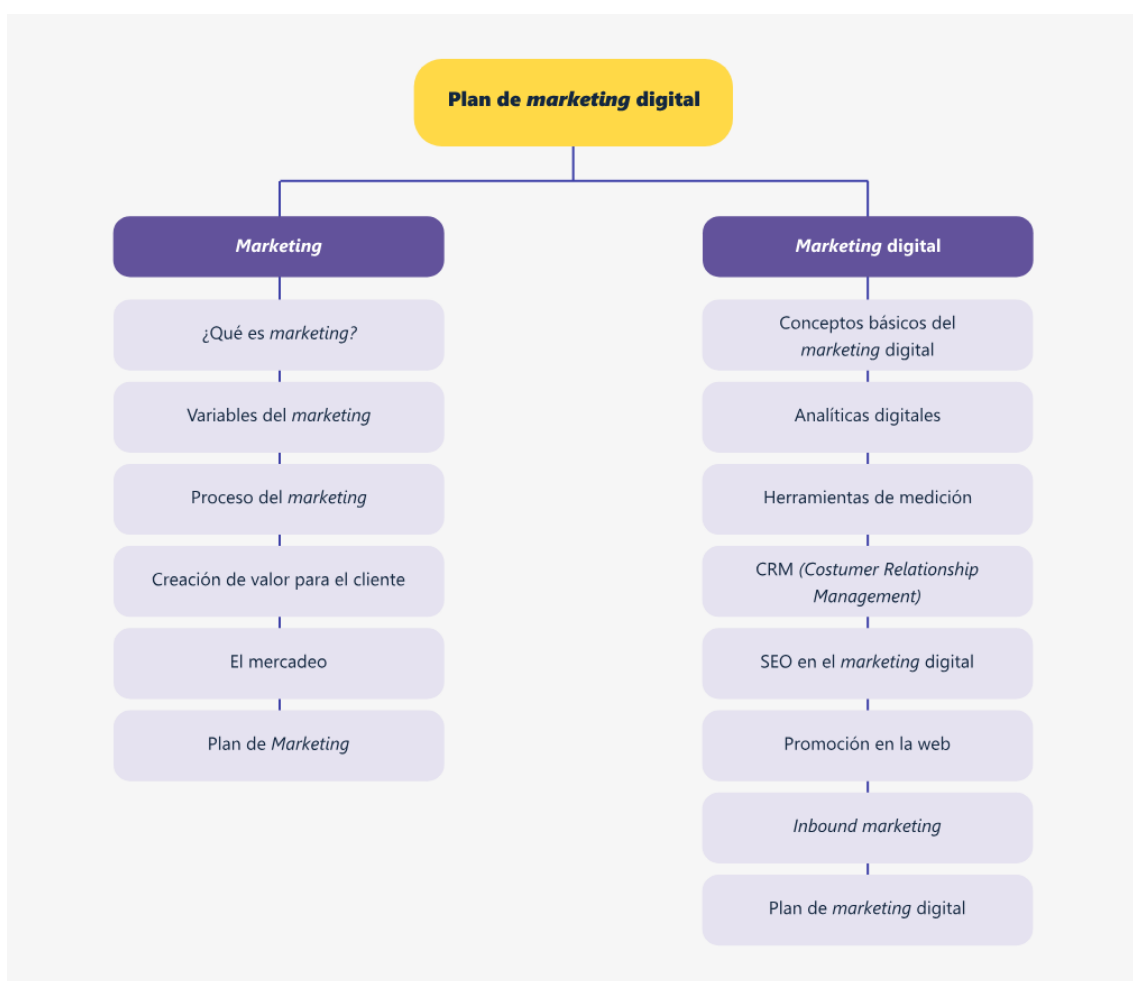 Plan de marketing digital
Marketing
¿Qué es marketing?
Variables del marketing
Proceso del marketing
Creación de valor para el cliente
El mercadeo
Plan de Marketing
Marketing digital
Conceptos básicos del
marketing digital
Analíticas digitales
Herramientas de medición
CRM (Costumer Relationship
Management)
SEO en el marketing digital
Promoción en la web
Inbound marketing
Plan de marketing digital